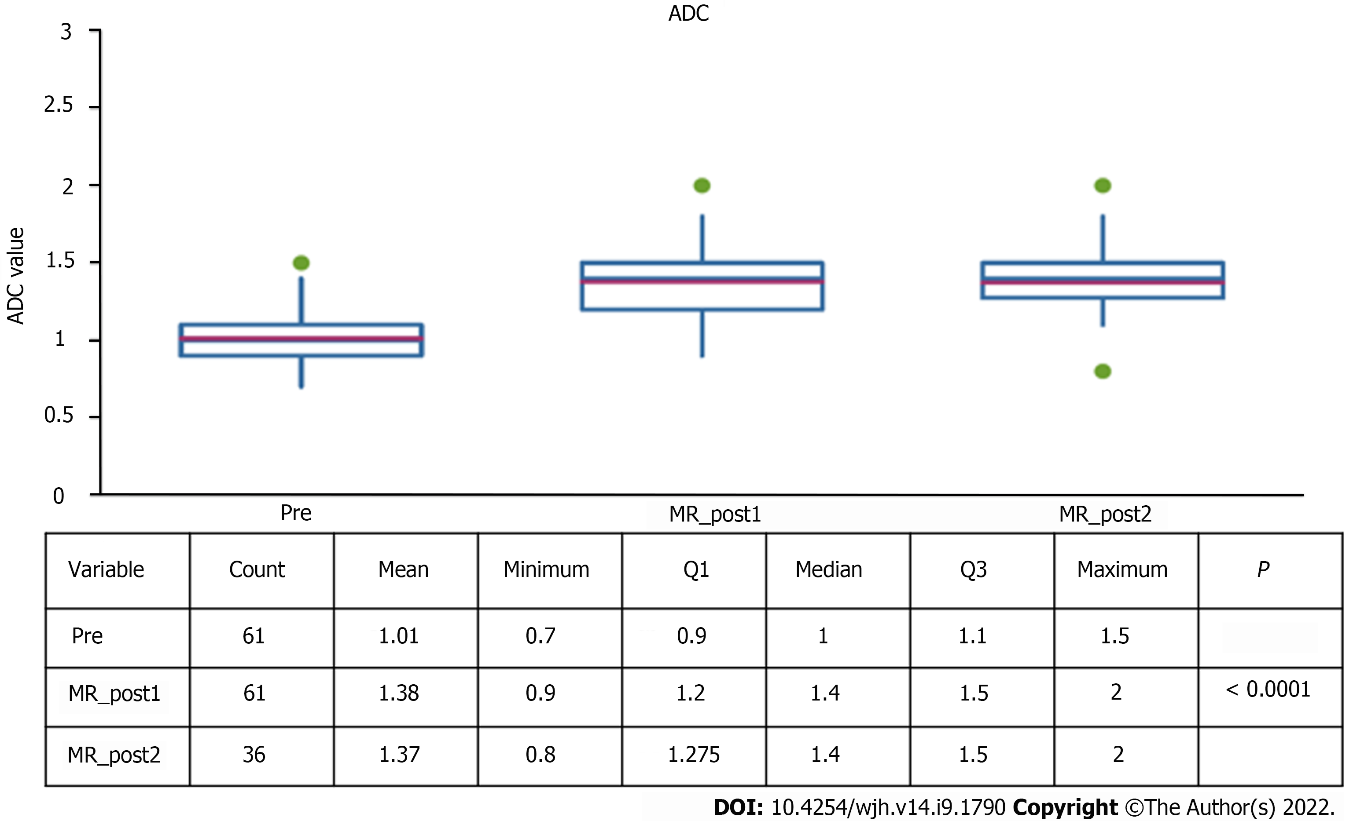 ADC
3
2.5
2
1.5
1
0.5
0
ADC value
Pre MR_post1 MR_post2
Variable Count Mean Minimum Q1 Median Q3 Maximum P
Pre 61 1.01 0.7 0.9 1 1.1 1.5
MR_post1 61 1.38 0.9 1.2 1.4 1.5 2 < 0.0001
MR_post2 36 1.37 0.8 1.275 1.4 1.5 2
DOI: 10.4254/wjh.v14.i9.1790 Copyright ©The Author(s) 2022.